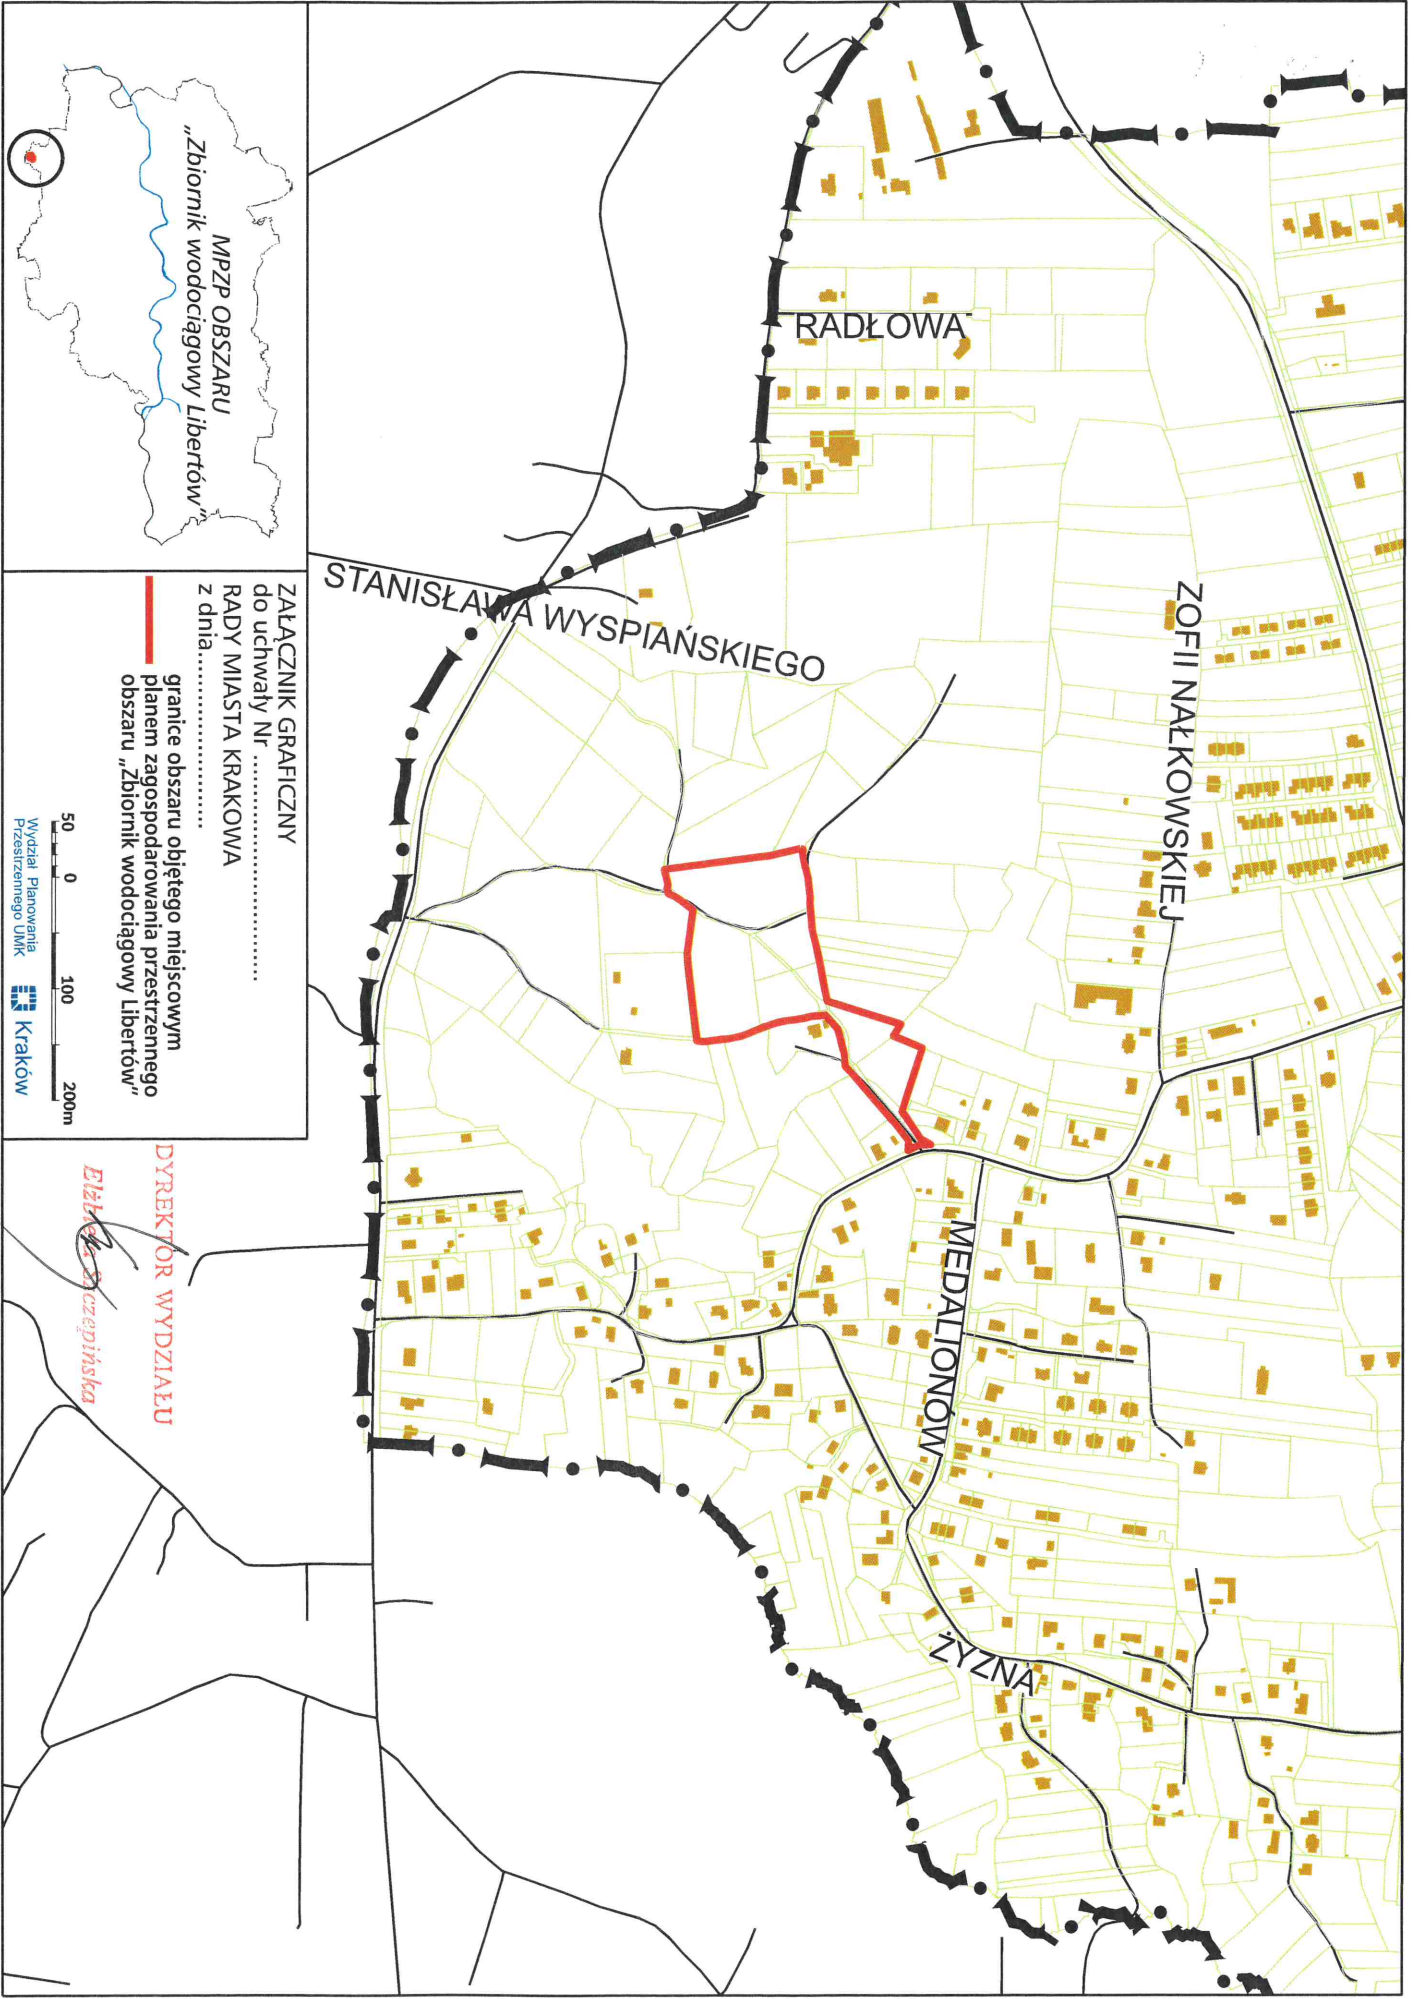 RADŁOWA
STANISŁAWA WYSPIAŃSKIEGO
ZOFII NAŁKOWSKIEJ
MEDALIONÓW
ŻYZNA
MPZP OBSZARU
„Zbiornik wodociągowy Libertów”
ZAŁĄCZNIK GRAFICZNY
do uchwały Nr ................................
RADY MIASTA KRAKOWA
z dnia.....................
granice obszaru objętego miejscowym
planem zagospodarowania przestrzennego
obszaru „Zbiornik wodociągowy Libertów”
50 0 100 200m
Wydział Planowania
Przestrzennego UMK
Kraków
DYREKTOR WYDZIAŁU
Szczepińska